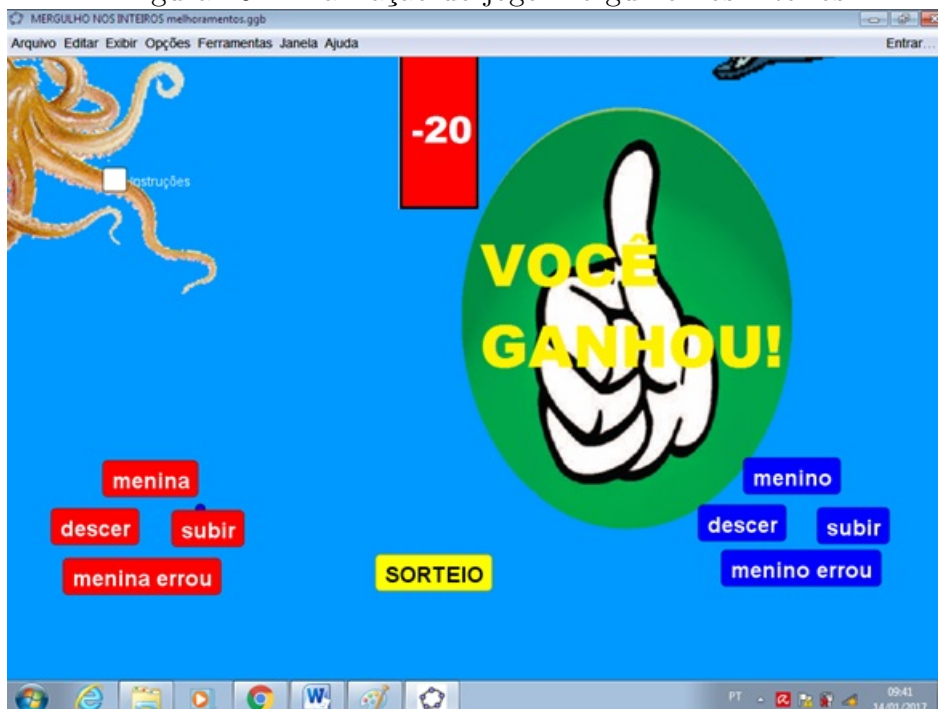 MERGULHO NOS INTEIROS melhoramentos.ggb
Arquivo Editar Exibir Opções Ferramentas Janela Ajuda
Entrar...
-20
instruções
VOCÊ
GANHOU!
menina
menino
descer
subir
descer
subir
menina errou
SORTEIO
menino errou
PT
09:41
14/01/2017